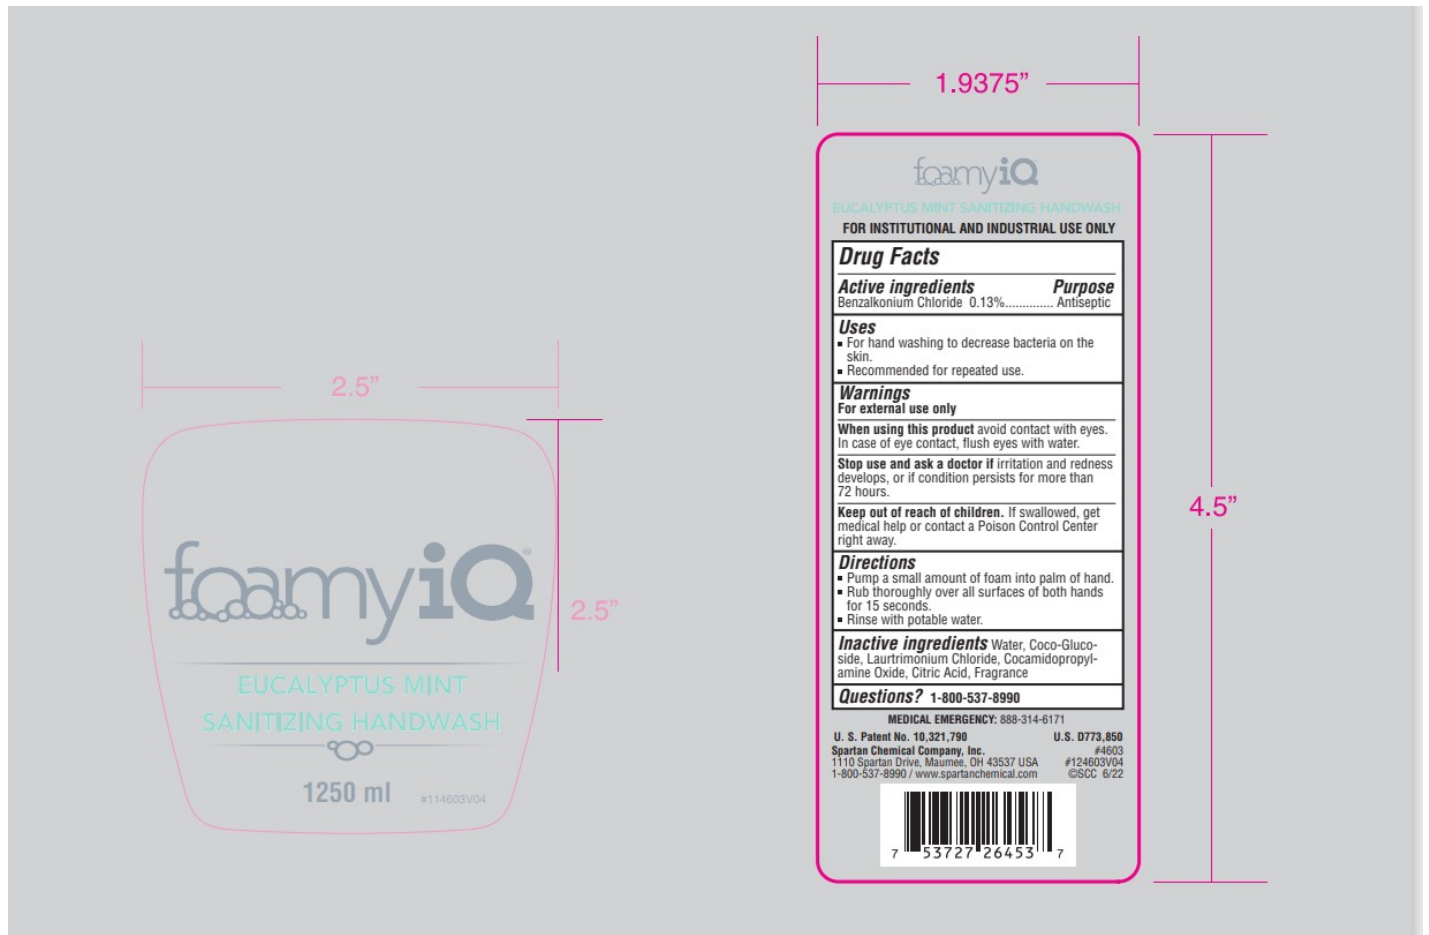 2.5"
foamyiQ®
2.5"
EUCALYPTUS MINT
SANITIZING HANDWASH
1250 ml #114603V04
1.9375"
4.5"
foamyiQ
EUCALYPTUS MINT SANITIZING HANDWASH
FOR INSTITUTIONAL AND INDUSTRIAL USE ONLY
Drug Facts
Active ingredients Purpose
Benzalkonium Chloride 0.13%.............. Antiseptic
Uses
▪ For hand washing to decrease bacteria on the
skin.
▪ Recommended for repeated use.
Warnings
For external use only
When using this product avoid contact with eyes.
In case of eye contact, flush eyes with water.
Stop use and ask a doctor if irritation and redness
develops, or if condition persists for more than
72 hours.
Keep out of reach of children. If swallowed, get
medical help or contact a Poison Control Center
right away.
Directions
▪ Pump a small amount of foam into palm of hand.
▪ Rub thoroughly over all surfaces of both hands
for 15 seconds.
▪ Rinse with potable water.
Inactive ingredients Water, Coco-Gluco-
side, Laurtrimonium Chloride, Cocamidopropyl-
amine Oxide, Citric Acid, Fragrance
Questions? 1-800-537-8990
MEDICAL EMERGENCY: 888-314-6171
U. S. Patent No. 10,321,790 U.S. D773,850
Spartan Chemical Company, Inc. #4603
1110 Spartan Drive, Maumee, OH 43537 USA #124603V04
1-800-537-8990 / www.spartanchemical.com ©SCC 6/22
7 53727 26453 7